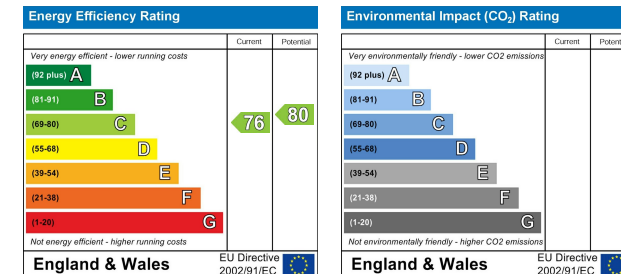 Energy Efficiency Rating
Current Potential
Very energy efficient - lower running costs
(92 plus) A
(81-91) B
(69-80) C
(55-68) D
(39-54) E
(21-38) F
(1-20) G
76
80
Not energy efficient - higher running costs
England & Wales
EU Directive
2002/91/EC
Environmental Impact (CO₂) Rating
Current Potent
Very environmentally friendly - lower CO2 emissions
(92 plus) A
(81-91) B
(69-80) C
(55-68) D
(39-54) E
(21-38) F
(1-20) G
Not environmentally friendly - higher CO2 emissions
England & Wales
EU Directive
2002/91/EC